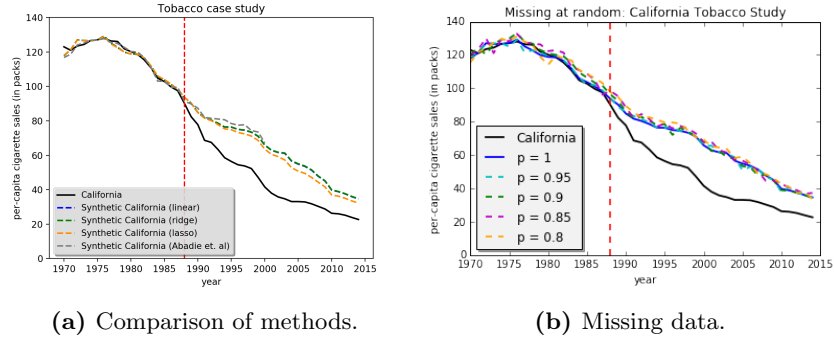 Tobacco case study
per-capita cigarette sales (in packs)
140
120
100
80
60
40
20
0
California
Synthetic California (linear)
Synthetic California (ridge)
Synthetic California (lasso)
Synthetic California (Abadie et. al)
1970 1975 1980 1985 1990 1995 2000 2005 2010 2015
year
(a) Comparison of methods.
Missing at random: California Tobacco Study
per-capita cigarette sales (in packs)
140
120
100
80
60
40
20
0
California
p = 1
p = 0.95
p = 0.9
p = 0.85
p = 0.8
1970 1975 1980 1985 1990 1995 2000 2005 2010 2015
year
(b) Missing data.